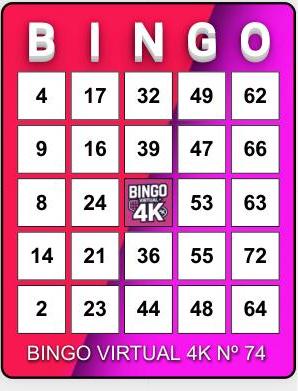 B I N G O
4 17 32 49 62
9 16 39 47 66
8 24 BINGO VIRTUAL 4K 53 63
14 21 36 55 72
2 23 44 48 64
BINGO VIRTUAL 4K Nº 74